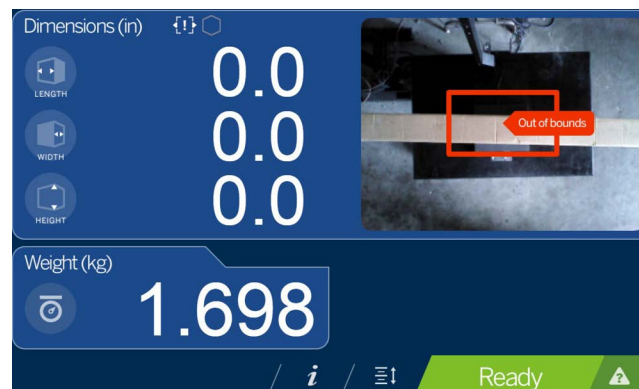 Dimensions (in) {!}
LENGTH
0.0
WIDTH
0.0
HEIGHT
0.0
Out of bounds
Weight (kg)
1.698
i
Ready
?